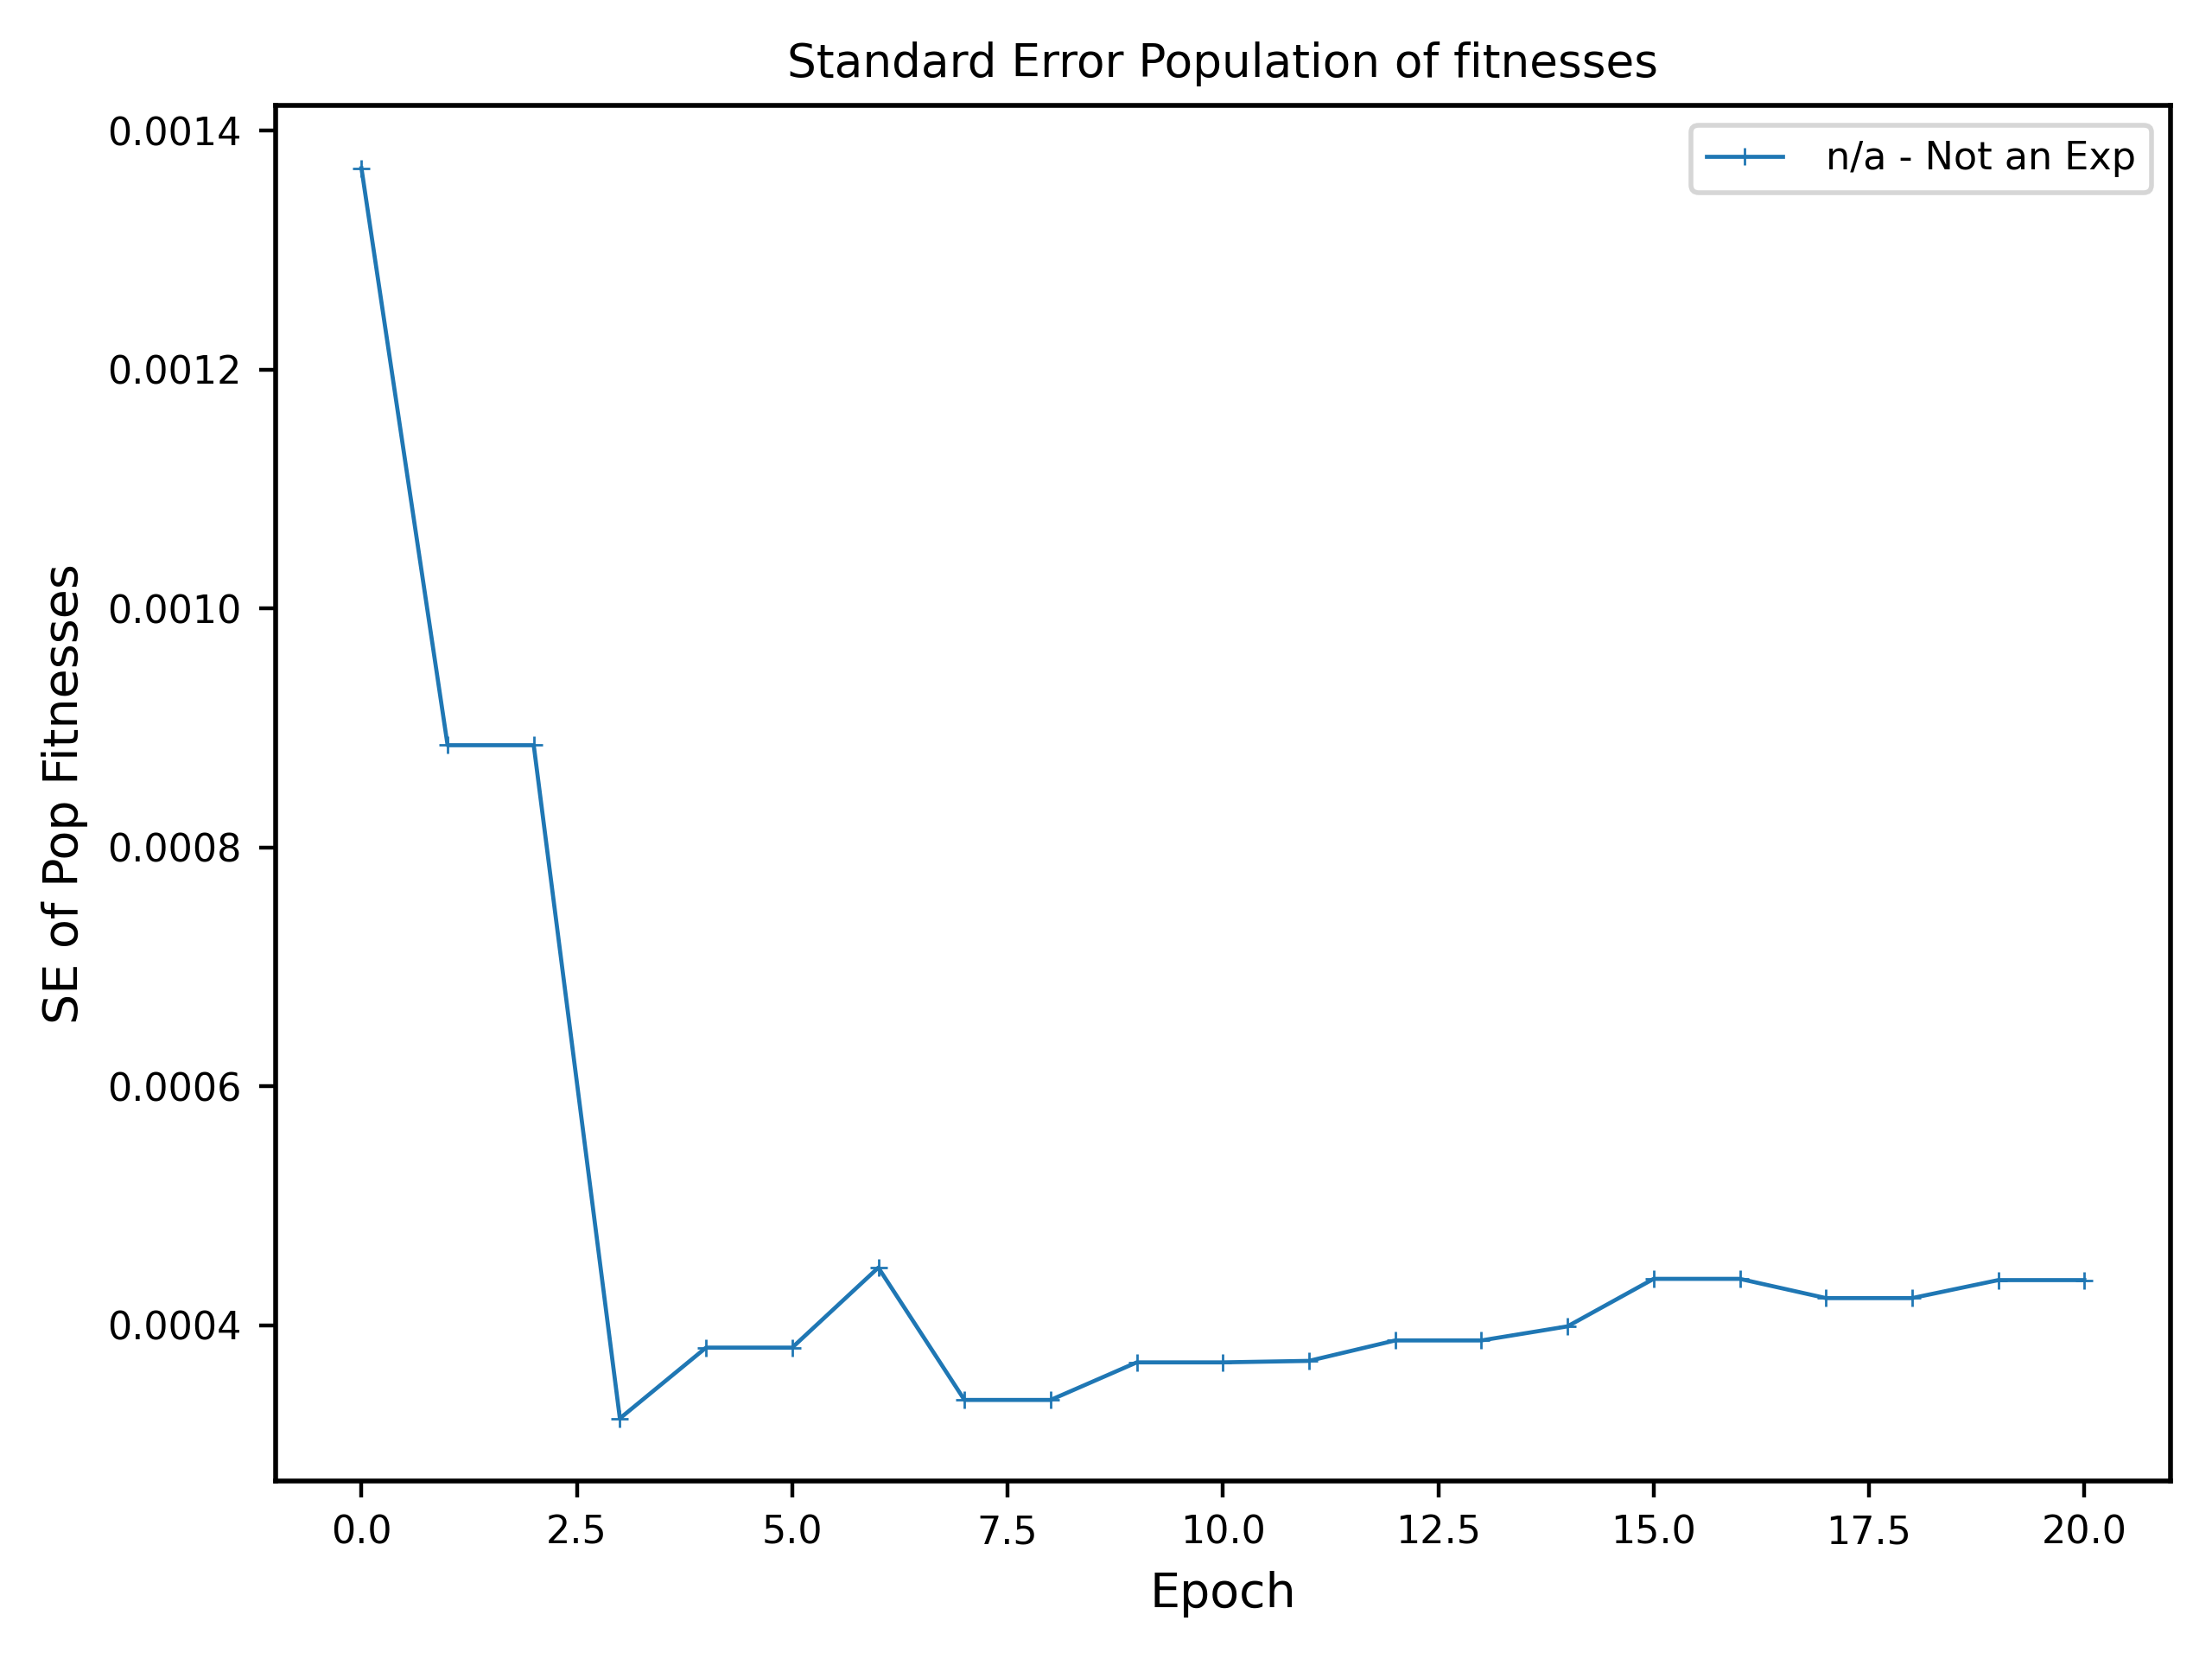 Standard Error Population of fitnesses
n/a - Not an Exp
0.0014
0.0012
0.0010
0.0008
0.0006
0.0004
SE of Pop Fitnesses
0.0 2.5 5.0 7.5 10.0 12.5 15.0 17.5 20.0
Epoch